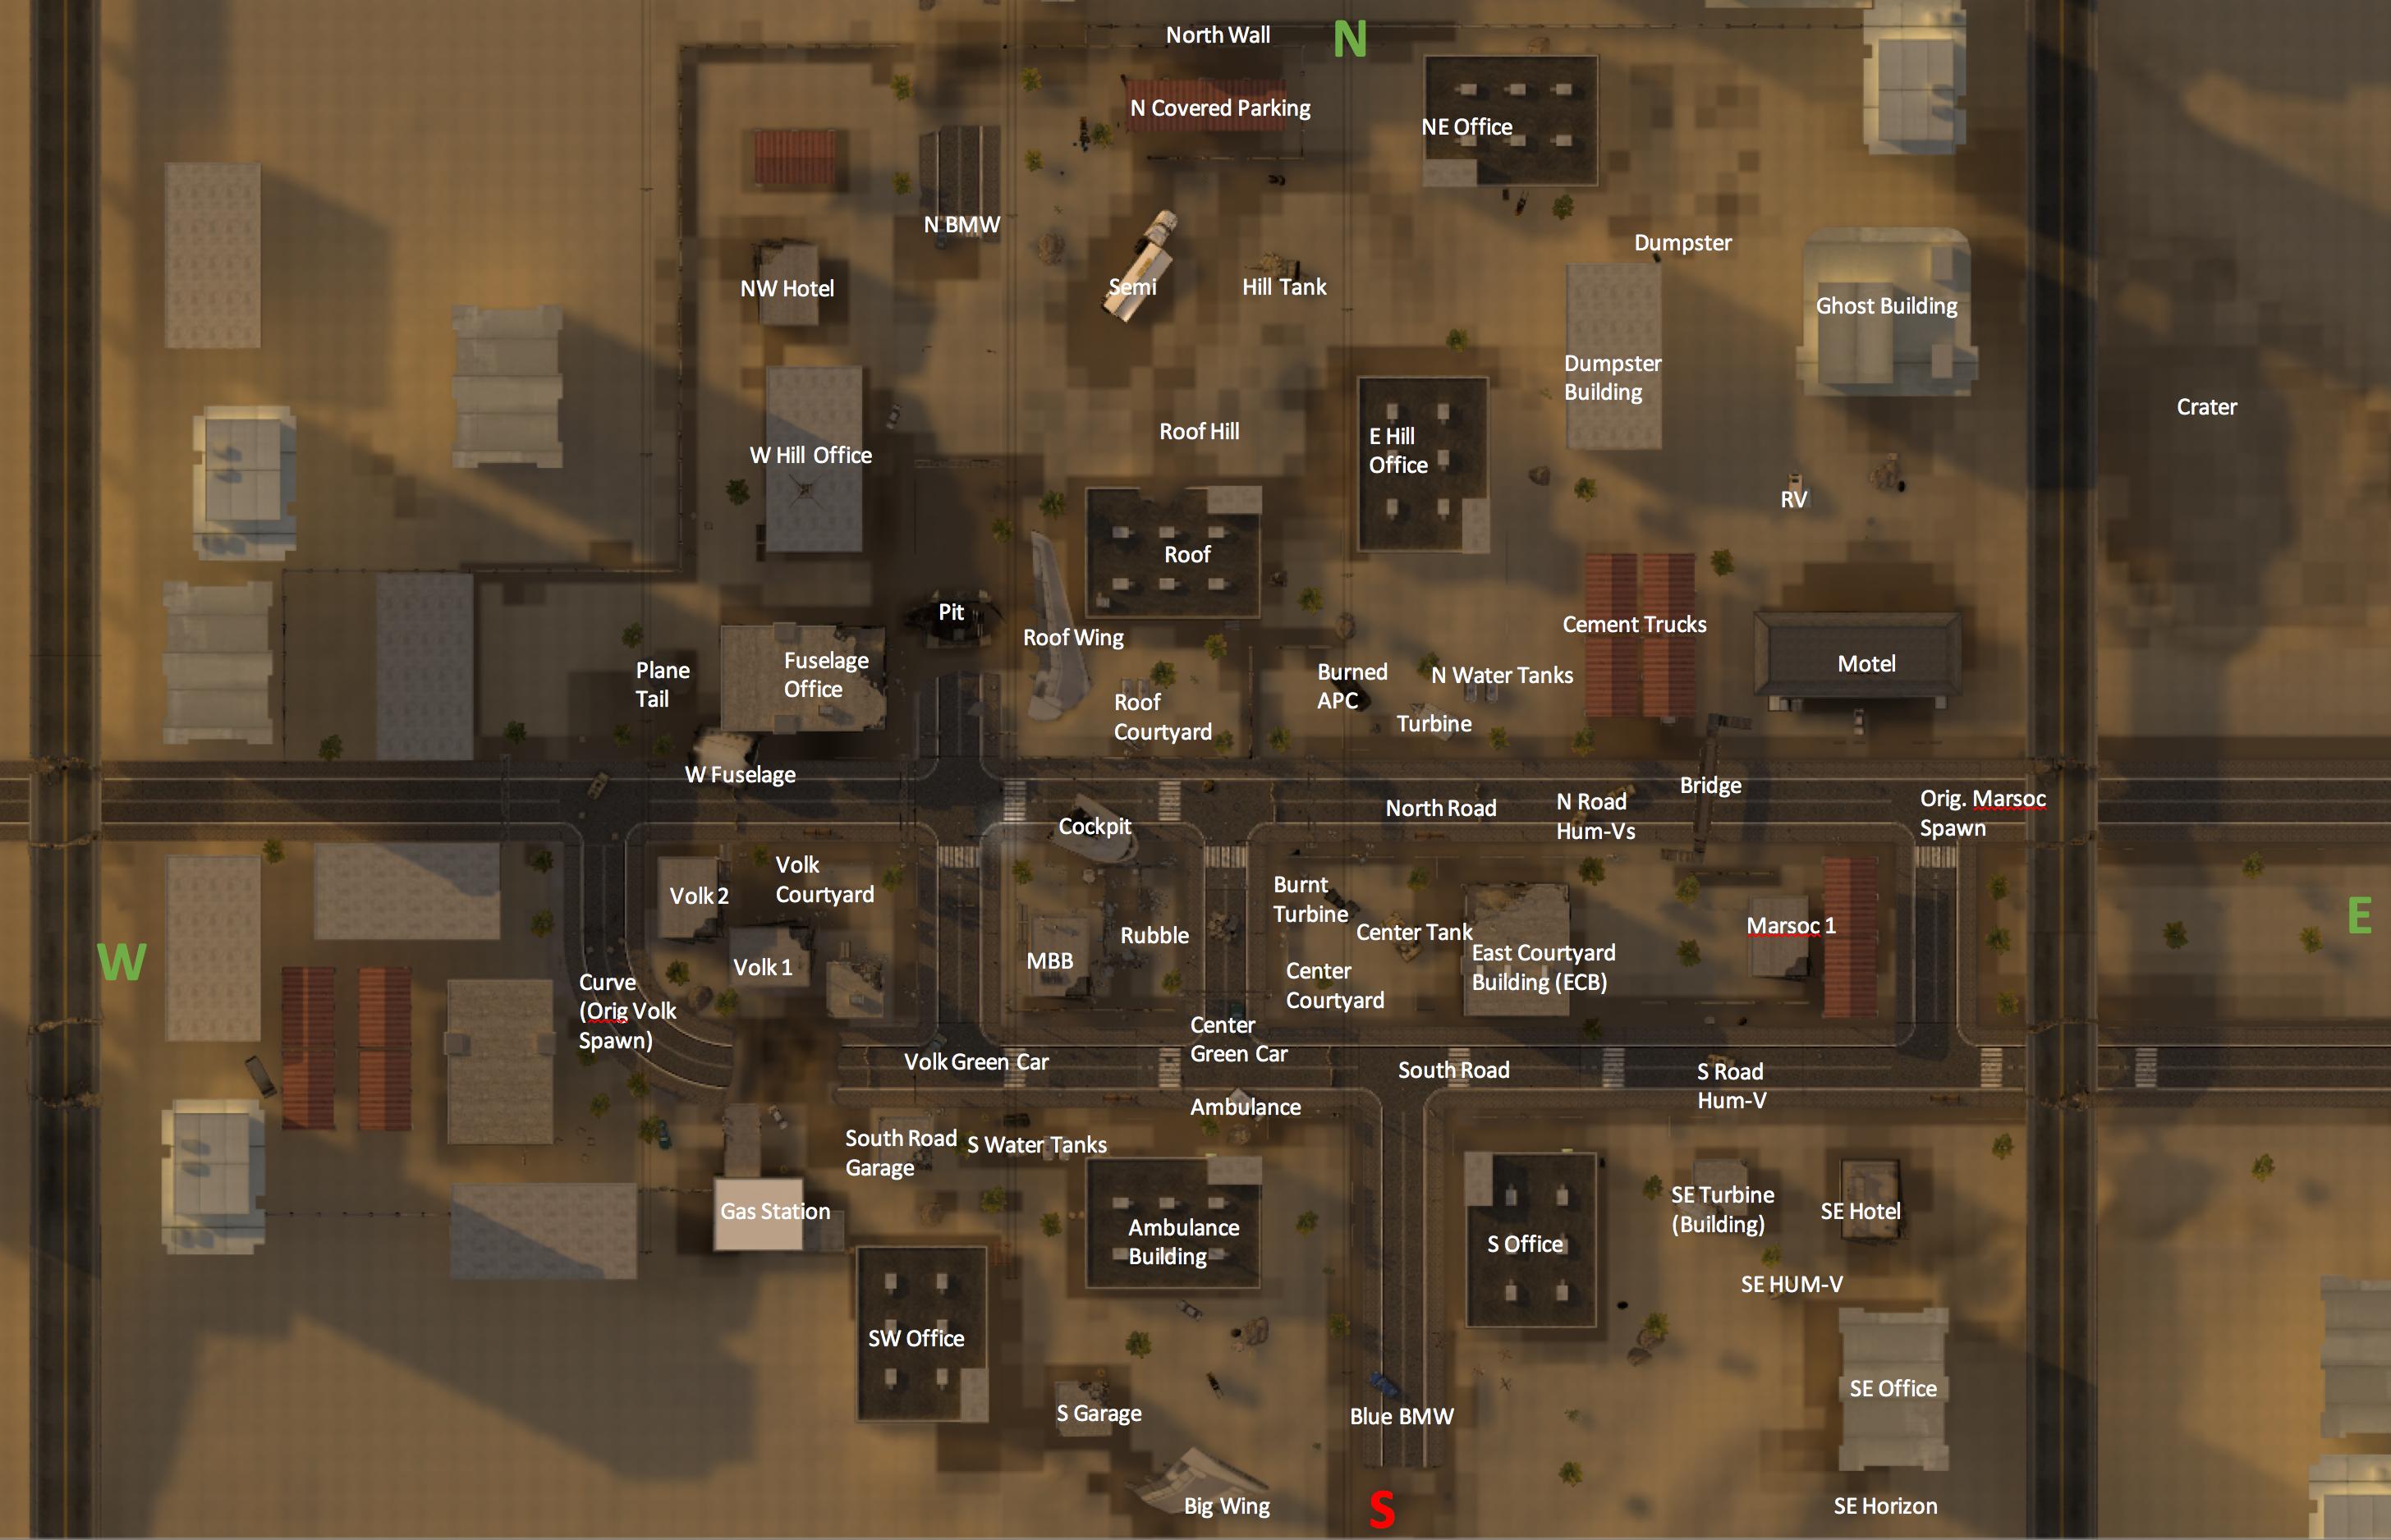 North Wall
N
N Covered Parking
NE Office
N BMW
Dumpster
NW Hotel
Semi
Hill Tank
Ghost Building
Dumpster
Building
Crater
Roof Hill
E Hill
Office
W Hill Office
RV
Roof
Pit
Cement Trucks
Roof Wing
Plane
Tail
Fuselage
Office
Motel
Burned
APC
N Water Tanks
Roof
Courtyard
Turbine
W Fuselage
Bridge
North Road
N Road
Hum-Vs
Orig. Marsoc
Spawn
Cockpit
Volk 2
Volk
Courtyard
Burnt
Turbine
E
Marsoc 1
Center Tank
Rubble
W
MBB
Volk 1
East Courtyard
Building (ECB)
Center
Courtyard
Curve
(Orig Volk
Spawn)
Center
Green Car
Volk Green Car
South Road
S Road
Hum-V
Ambulance
South Road
Garage
S Water Tanks
Gas Station
SE Turbine
(Building)
SE Hotel
Ambulance
Building
S Office
SE HUM-V
SW Office
SE Office
S Garage
Blue BMW
Big Wing
S
SE Horizon